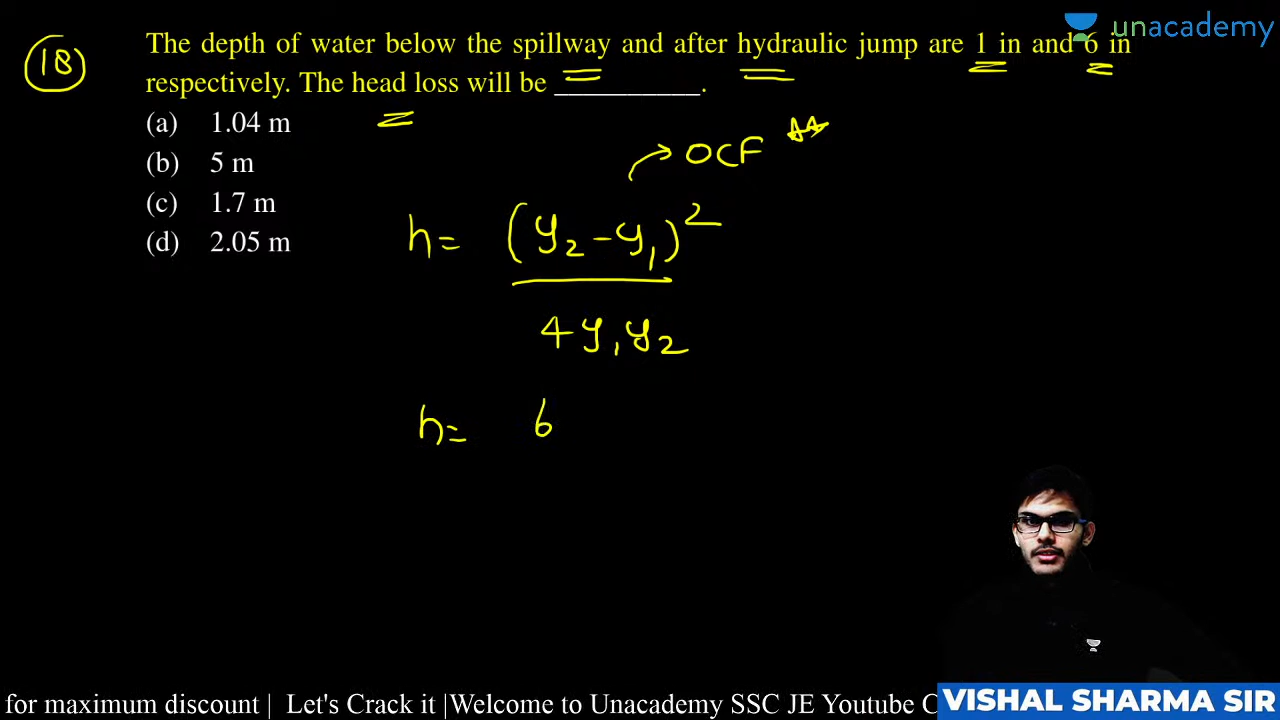 unacademy
18
The depth of water below the spillway and after hydraulic jump are 1 in and 6 in
respectively. The head loss will be __________.
(a) 1.04 m
(b) 5 m
(c) 1.7 m
(d) 2.05 m
OCF
h= (y₂-y₁)²
4y₁y₂
h= 6
for maximum discount | Let's Crack it |Welcome to Unacademy SSC JE Youtube C
VISHAL SHARMA SIR